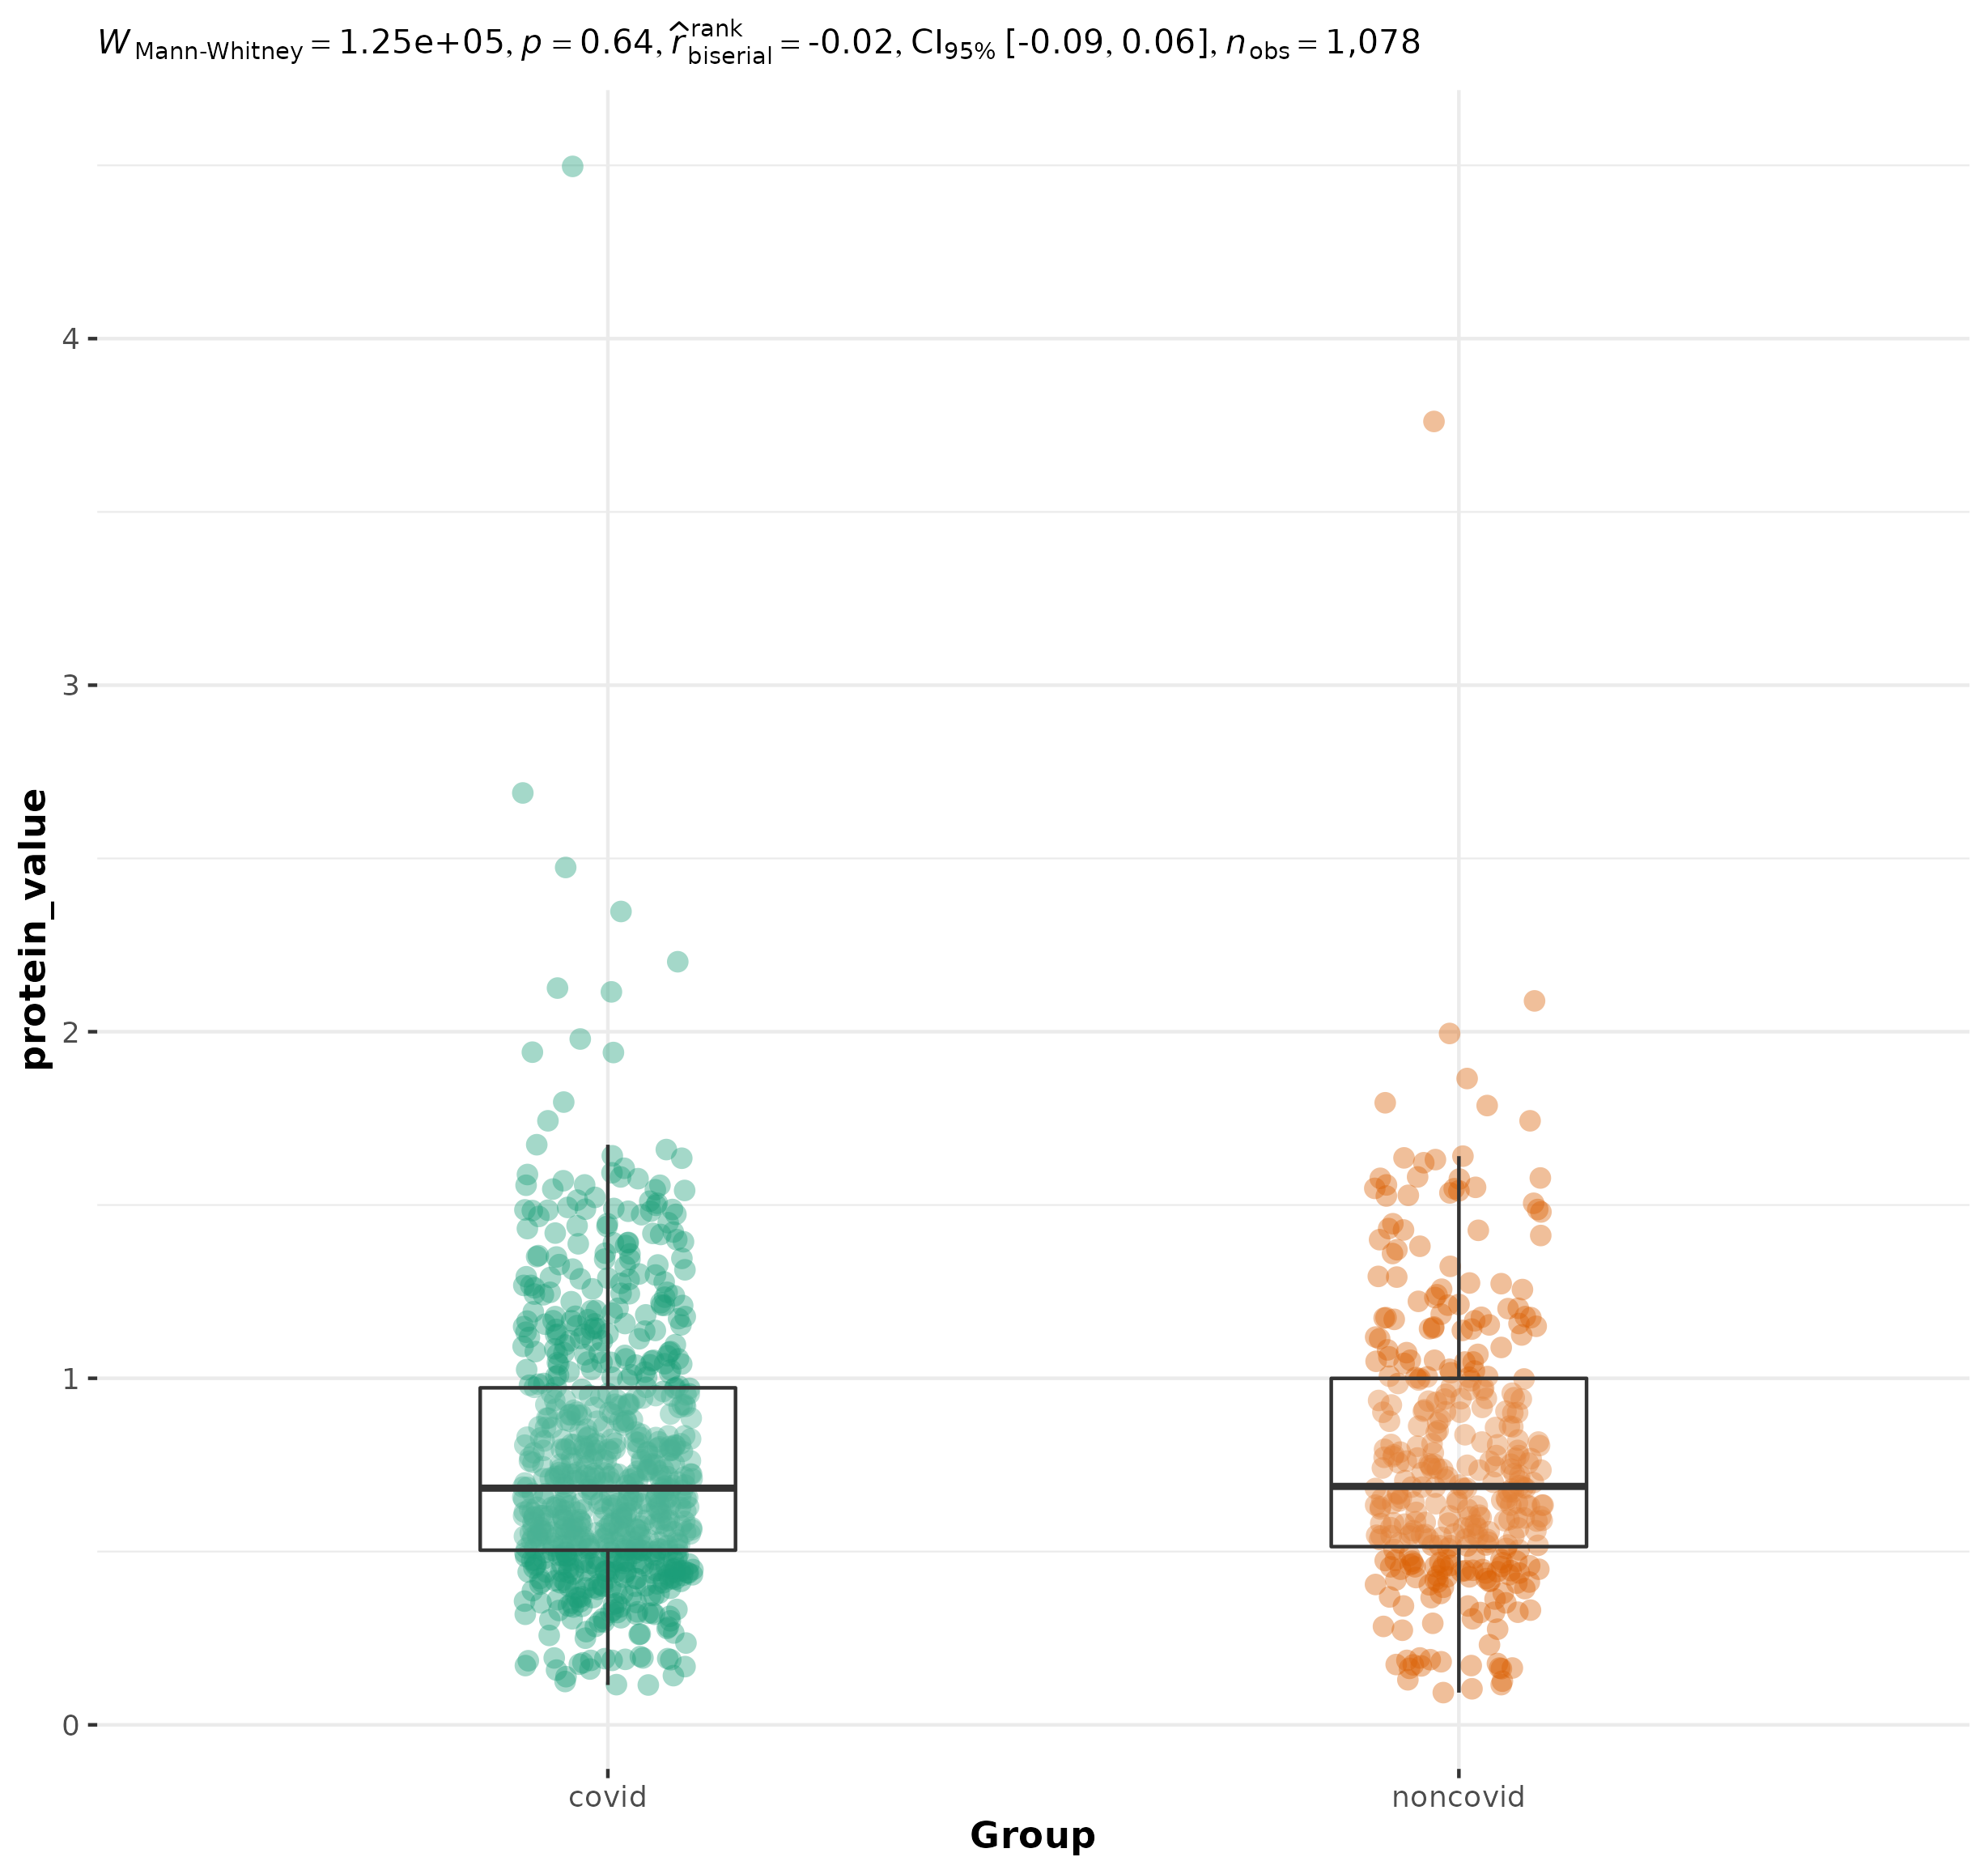 W Mann-Whitney = 1.25e+05, p = 0.64, r̂ rank biserial = -0.02, CI95% [-0.09, 0.06], nobs = 1,078
protein_value
4
3
2
1
0
covid noncovid
Group